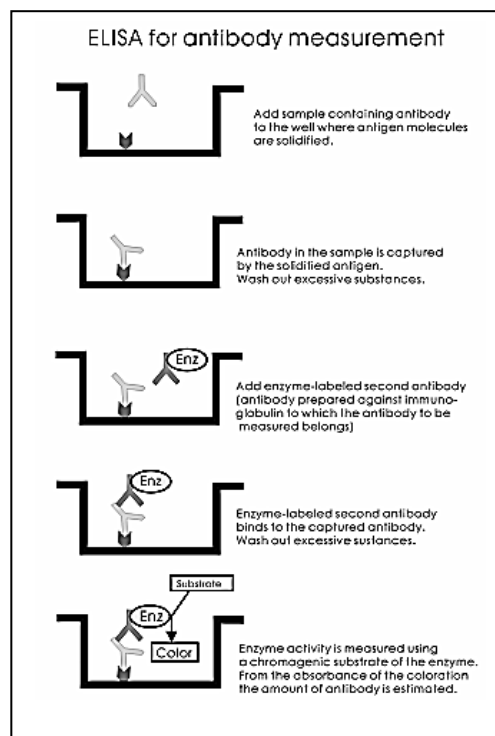 ELISA for antibody measurement
Add sample containing antibody
to the well where antigen molecules
are solidified.
Antibody in the sample is captured
by the solidified antigen.
Wash out excessive substances.
Enz
Add enzyme-labeled second antibody
(antibody prepared against immuno-
globulin to which the antibody to be
measured belongs)
Enz
Enzyme-labeled second antibody
binds to the captured antibody.
Wash out excessive sustances.
Substrate
Enz
Color
Enzyme activity is measured using
a chromagenic substrate of the enzyme.
From the absorbance of the coloration
the amount of antibody is estimated.